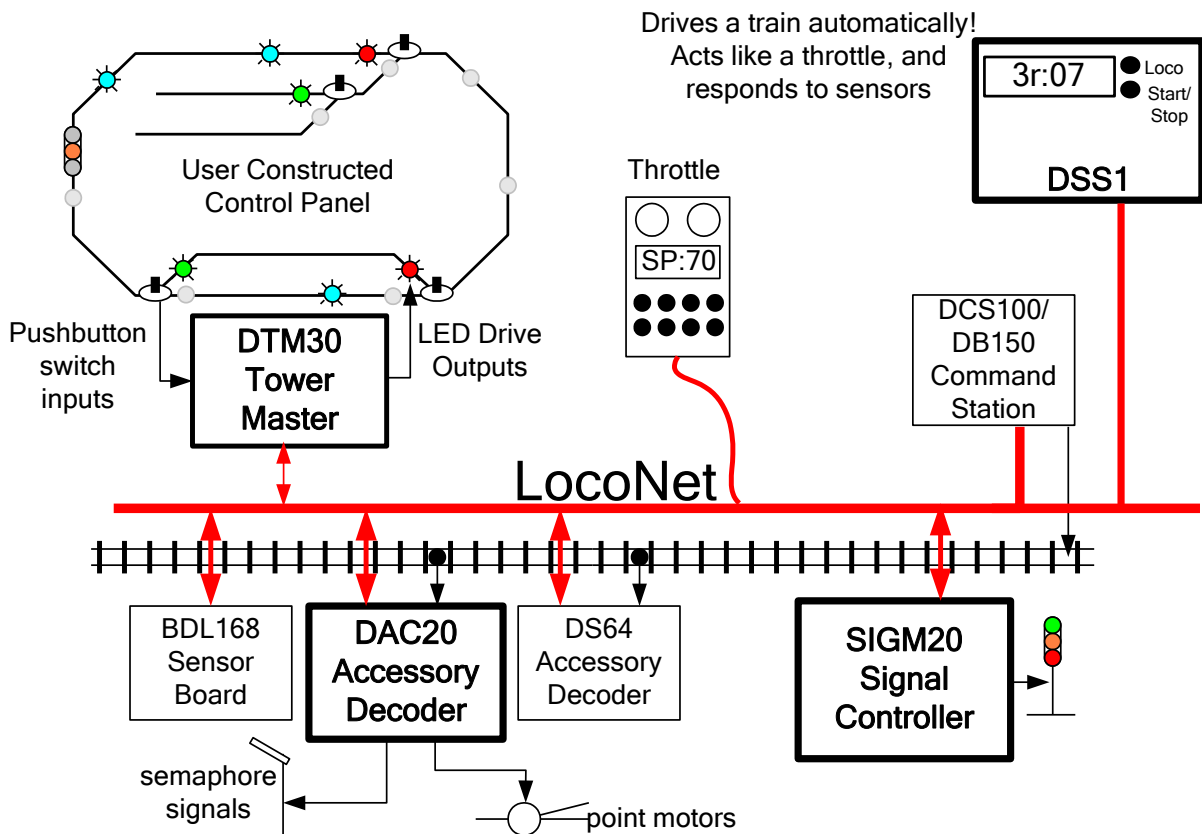 Drives a train automatically!
Acts like a throttle, and
responds to sensors
3r:07
Loco
Start/
Stop
DSS1
User Constructed
Control Panel
Throttle
SP:70
DCS100/
DB150
Command
Station
Pushbutton
switch
inputs
DTM30
Tower
Master
LED Drive
Outputs
LocoNet
BDL168
Sensor
Board
DAC20
Accessory
Decoder
DS64
Accessory
Decoder
SIGM20
Signal
Controller
semaphore
signals
point motors